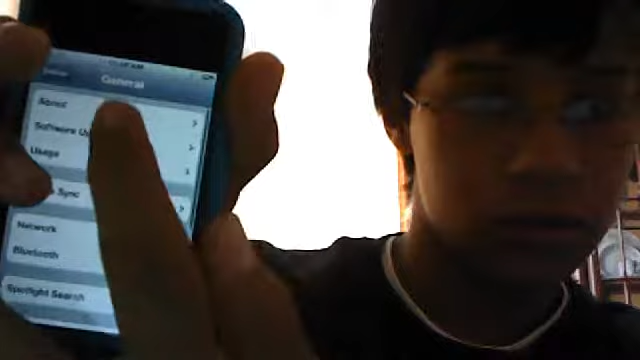 General
About
Software
Usage
Sync
Network
Bluetooth
Spotlight Search